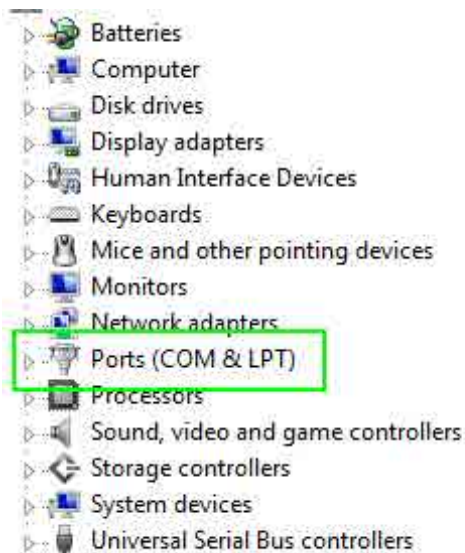 Batteries
Computer
Disk drives
Display adapters
Human Interface Devices
Keyboards
Mice and other pointing devices
Monitors
Network adapters
Ports (COM & LPT)
Processors
Sound, video and game controllers
Storage controllers
System devices
Universal Serial Bus controllers